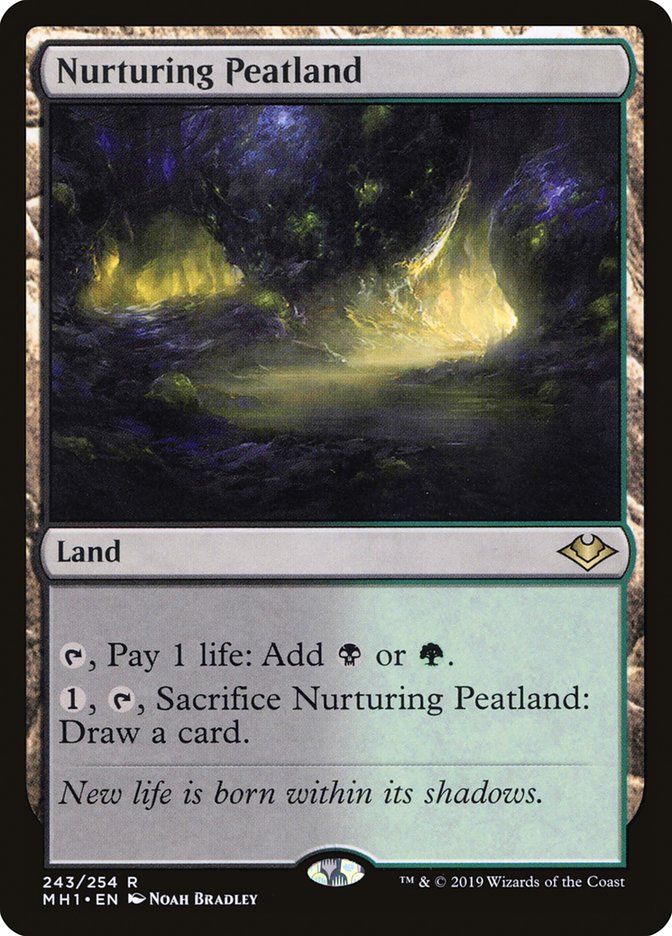 Nurturing Peatland
Land
, Pay 1 life: Add or .
1, , Sacrifice Nurturing Peatland:
Draw a card.
New life is born within its shadows.
243/254 R
MH1 • EN Noah Bradley
™ & © 2019 Wizards of the Coast